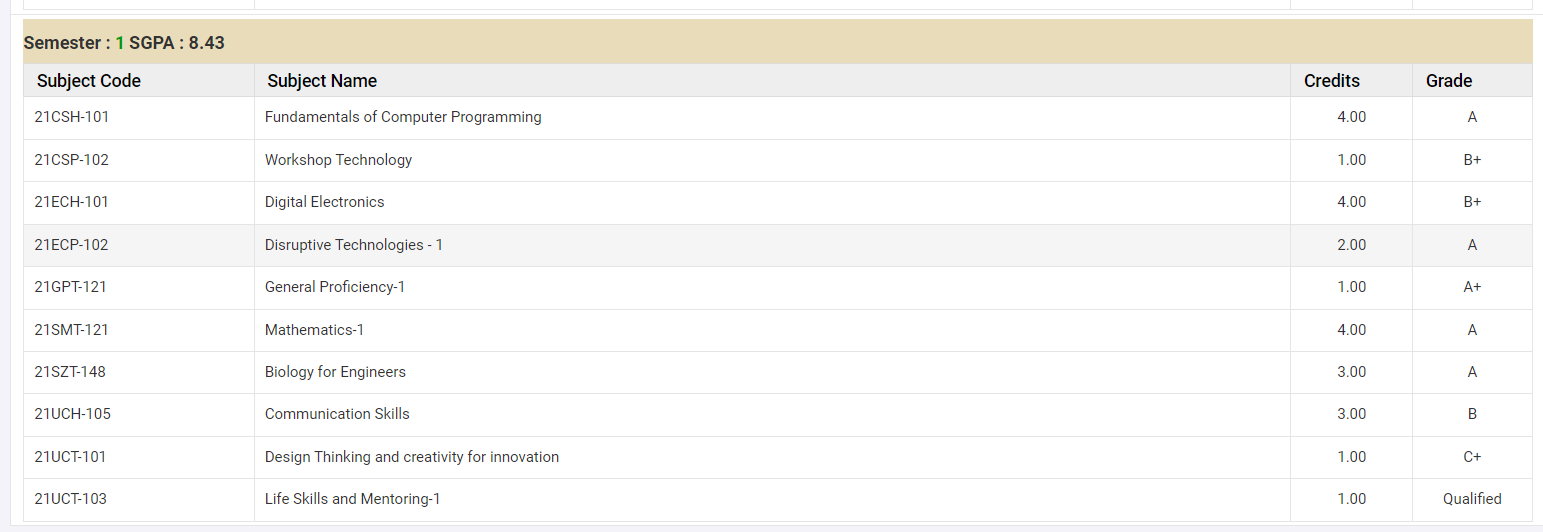 Semester : 1 SGPA : 8.43
Subject Code Subject Name Credits Grade
21CSH-101 Fundamentals of Computer Programming 4.00 A
21CSP-102 Workshop Technology 1.00 B+
21ECH-101 Digital Electronics 4.00 B+
21ECP-102 Disruptive Technologies - 1 2.00 A
21GPT-121 General Proficiency-1 1.00 A+
21SMT-121 Mathematics-1 4.00 A
21SZT-148 Biology for Engineers 3.00 A
21UCH-105 Communication Skills 3.00 B
21UCT-101 Design Thinking and creativity for innovation 1.00 C+
21UCT-103 Life Skills and Mentoring-1 1.00 Qualified